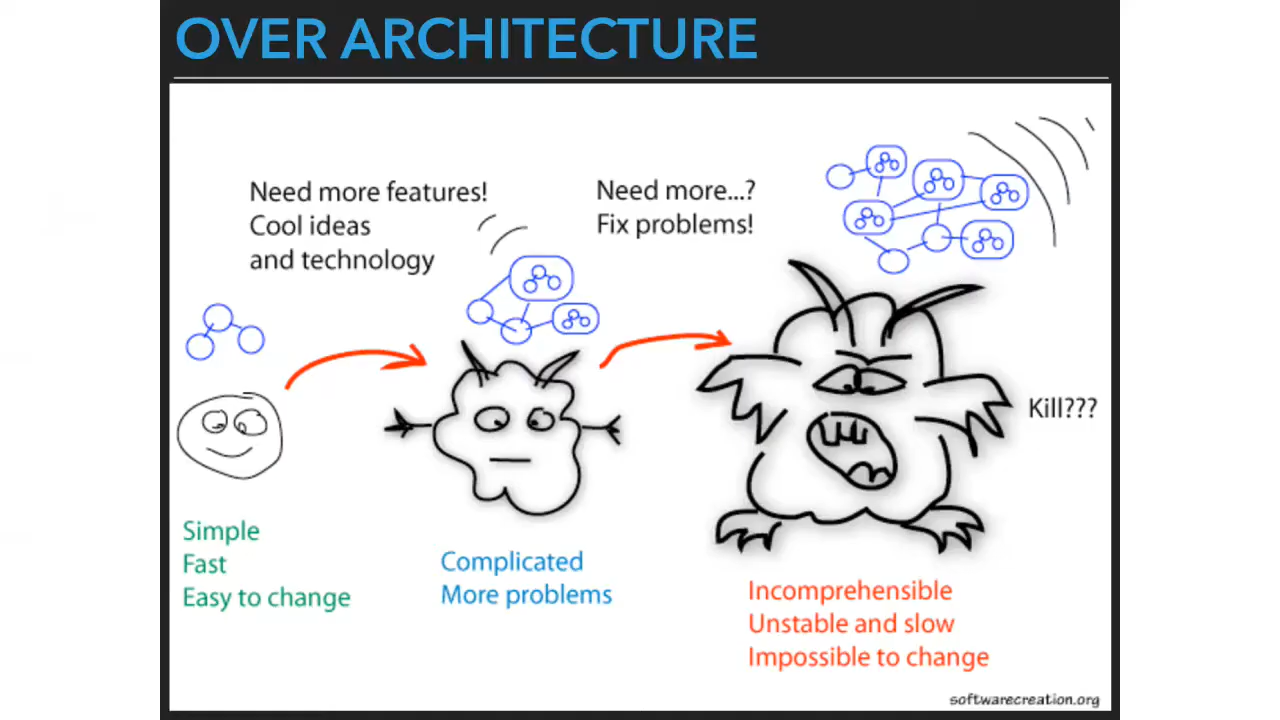 OVER ARCHITECTURE
Need more features!
Cool ideas
and technology
Need more...?
Fix problems!
Kill???
Simple
Fast
Easy to change
Complicated
More problems
Incomprehensible
Unstable and slow
Impossible to change
softwarecreation.org